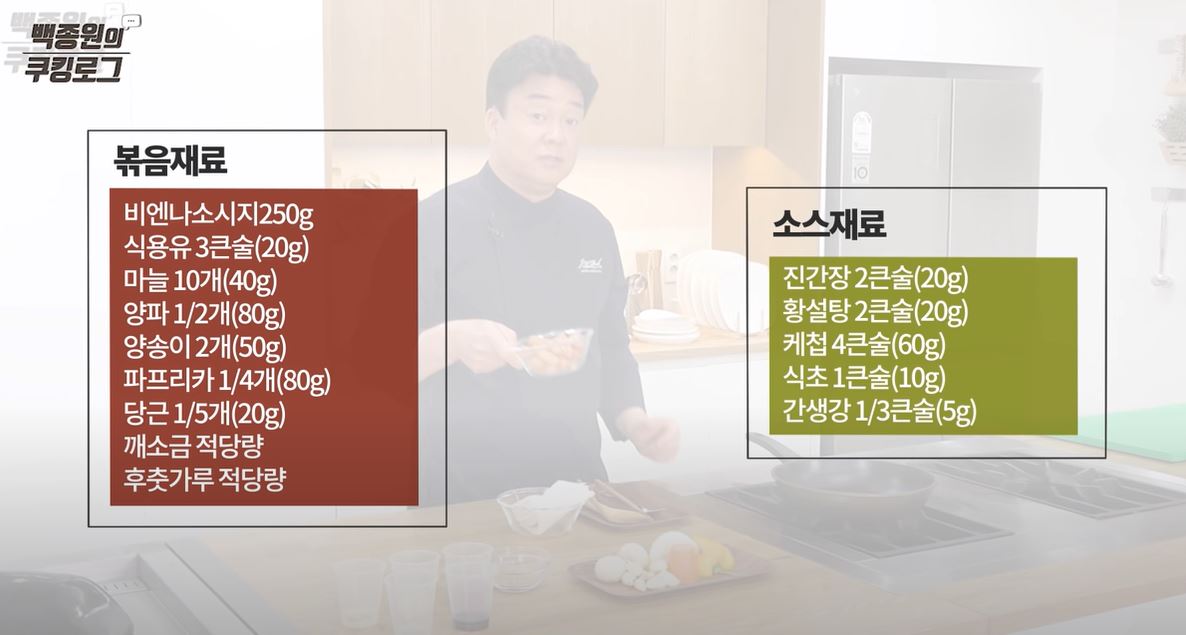 백종원의
쿠킹로그
볶음재료
비엔나소시지250g
식용유 3큰술(20g)
마늘 10개(40g)
양파 1/2개(80g)
양송이 2개(50g)
파프리카 1/4개(80g)
당근 1/5개(20g)
깨소금 적당량
후춧가루 적당량
소스재료
진간장 2큰술(20g)
황설탕 2큰술(20g)
케첩 4큰술(60g)
식초 1큰술(10g)
간생강 1/3큰술(5g)